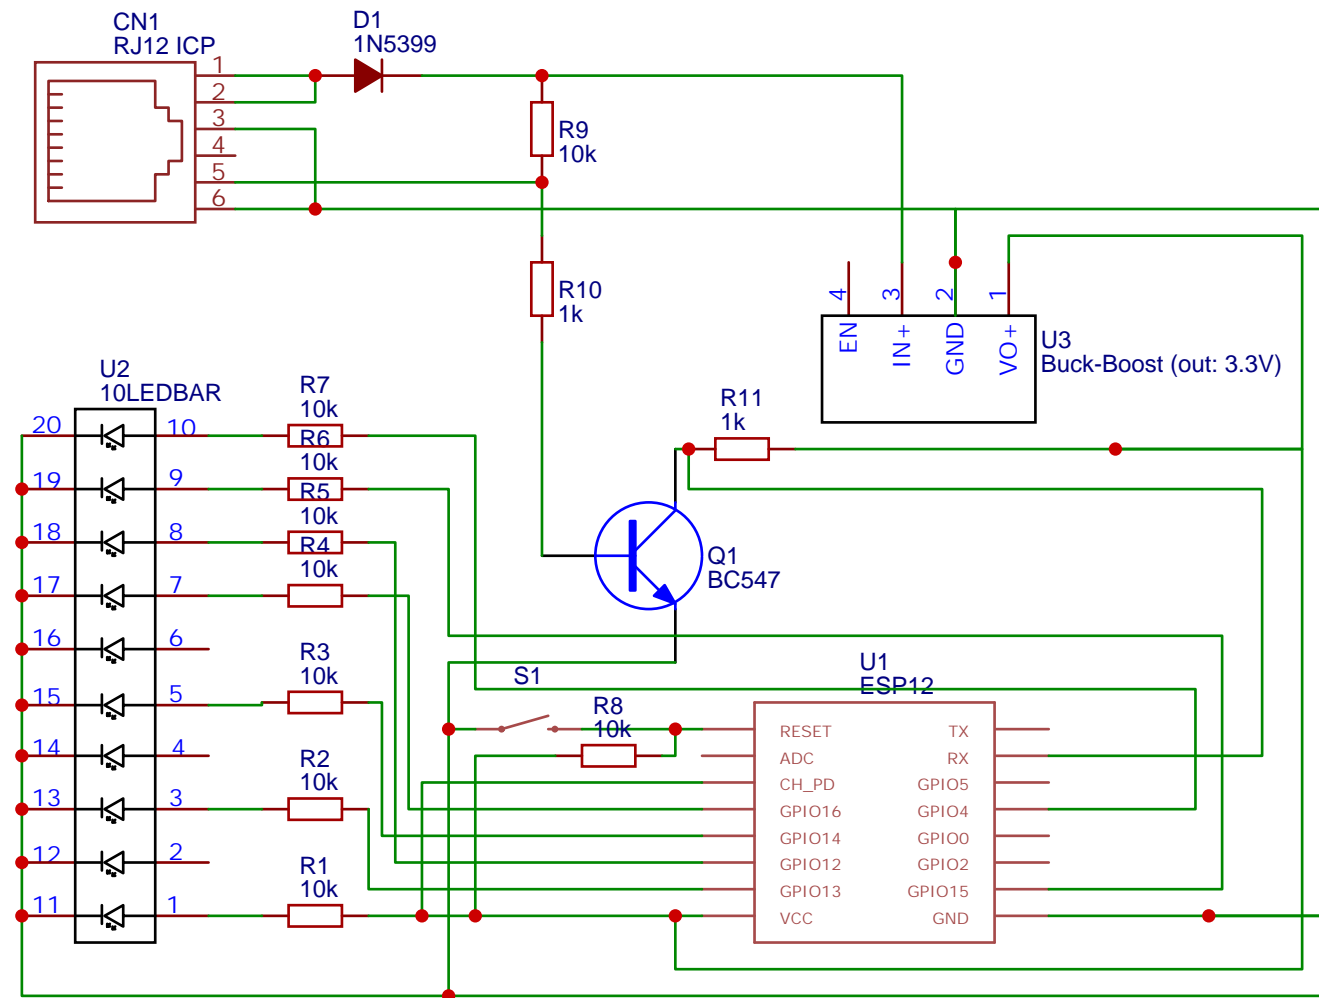 CN1
RJ12 ICP
1
2
3
4
5
6
D1
1N5399
R9
10k
R10
1k
4
3
2
1
EN
IN+
GND
VO+
U3
Buck-Boost (out: 3.3V)
U2
10LEDBAR
20
19
18
17
16
15
14
13
12
11
10
9
8
7
6
5
4
3
2
1
R7
10k
R6
10k
R5
10k
R4
10k
R3
10k
R2
10k
R1
10k
R11
1k
Q1
BC547
S1
R8
10k
U1
ESP12
RESET
ADC
CH_PD
GPIO16
GPIO14
GPIO12
GPIO13
VCC
TX
RX
GPIO5
GPIO4
GPIO0
GPIO2
GPIO15
GND